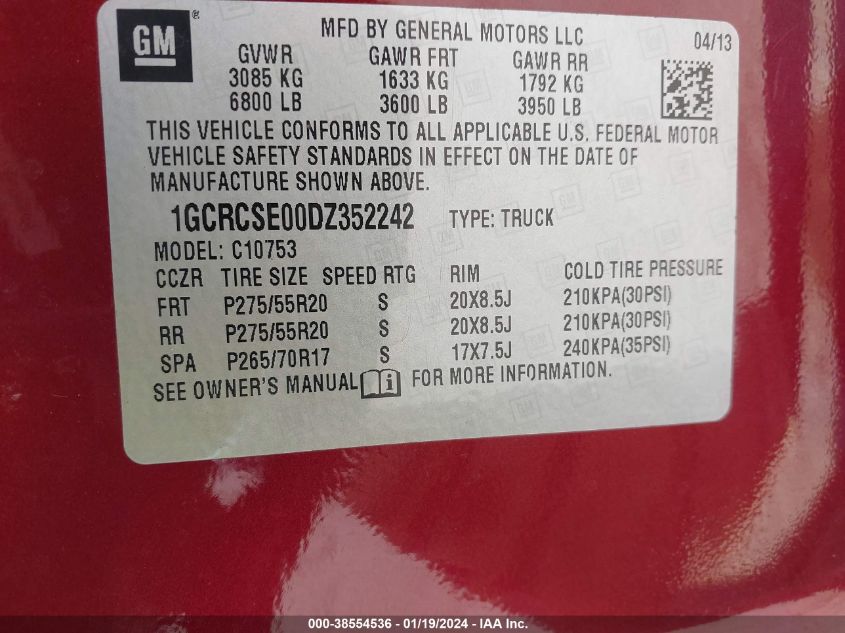 GM
MFD BY GENERAL MOTORS LLC
04/13
GVWR GAWR FRT GAWR RR
3085 KG 1633 KG 1792 KG
6800 LB 3600 LB 3950 LB
THIS VEHICLE CONFORMS TO ALL APPLICABLE U.S. FEDERAL MOTOR
VEHICLE SAFETY STANDARDS IN EFFECT ON THE DATE OF
MANUFACTURE SHOWN ABOVE.
1GCRCSE00DZ352242 TYPE: TRUCK
MODEL: C10753
CCZR TIRE SIZE SPEED RTG RIM COLD TIRE PRESSURE
FRT P275/55R20 S 20X8.5J 210KPA(30PSI)
RR P275/55R20 S 20X8.5J 210KPA(30PSI)
SPA P265/70R17 S 17X7.5J 240KPA(35PSI)
SEE OWNER'S MANUAL FOR MORE INFORMATION.
000-38554536 - 01/19/2024 - IAA Inc.